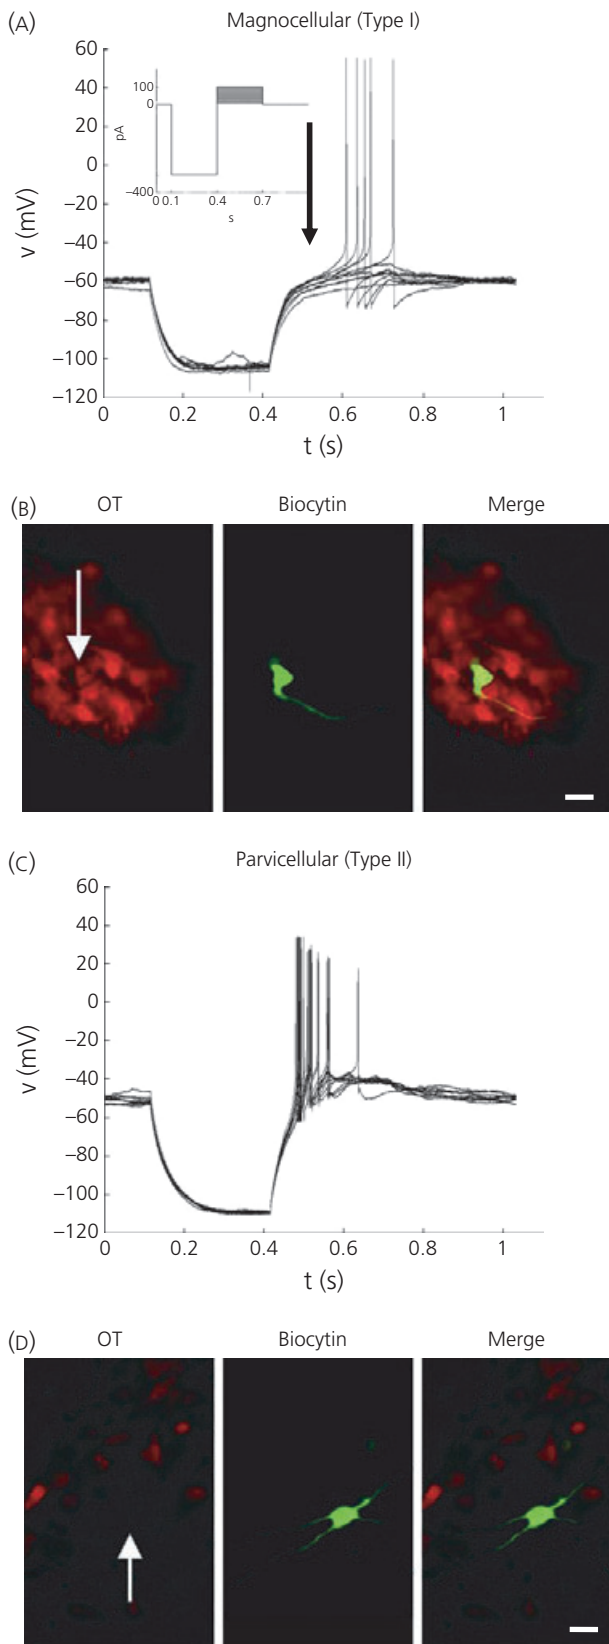 (A) Magnocellular (Type I)
60
40
20
0
−20
−40
−60
−80
−100
−120
v (mV)
100
0
−400
pA
0 0.1 0.4 0.7
s
0 0.2 0.4 0.6 0.8 1
t (s)
(B) OT Biocytin Merge
(C) Parvicellular (Type II)
60
40
20
0
−20
−40
−60
−80
−100
−120
v (mV)
0 0.2 0.4 0.6 0.8 1
t (s)
(D) OT Biocytin Merge